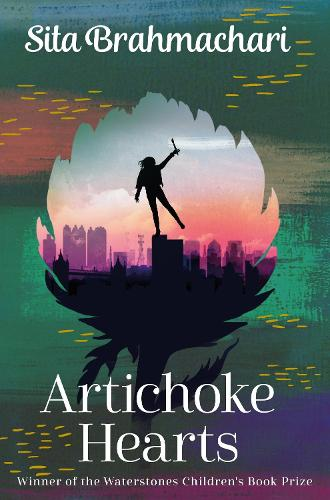 Sita Brahmachari
Artichoke
Hearts
Winner of the Waterstones Children's Book Prize